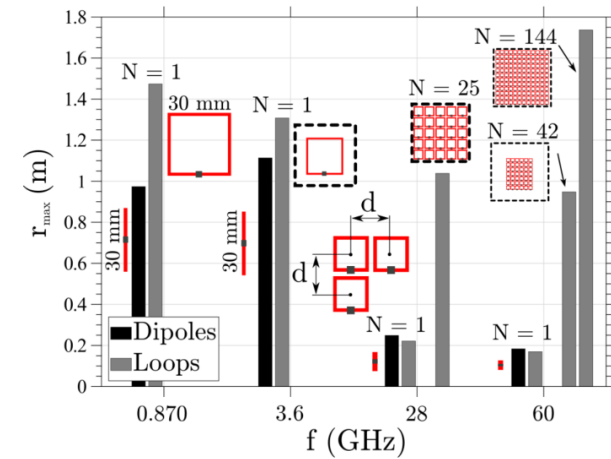 1.8
1.6
1.4
1.2
1
0.8
0.6
0.4
0.2
0
r_max (m)
N = 1
30 mm
30 mm
N = 1
30 mm
d
d
N = 1
N = 25
N = 144
N = 42
N = 1
Dipoles
Loops
0.870
3.6
28
60
f (GHz)